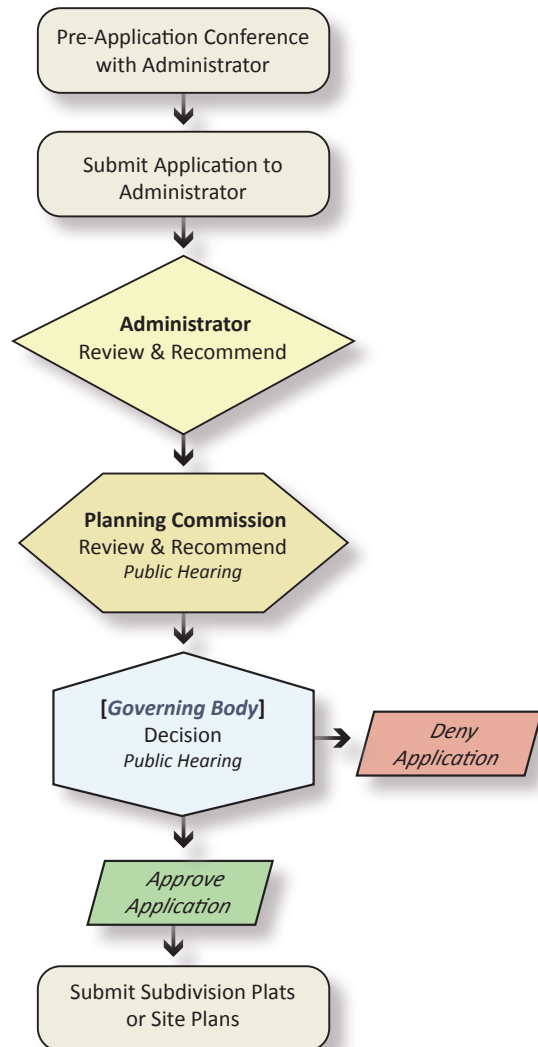 Pre-Application Conference
with Administrator
Submit Application to
Administrator
Administrator
Review & Recommend
Planning Commission
Review & Recommend
Public Hearing
[Governing Body]
Decision
Public Hearing
Deny
Application
Approve
Application
Submit Subdivision Plats
or Site Plans